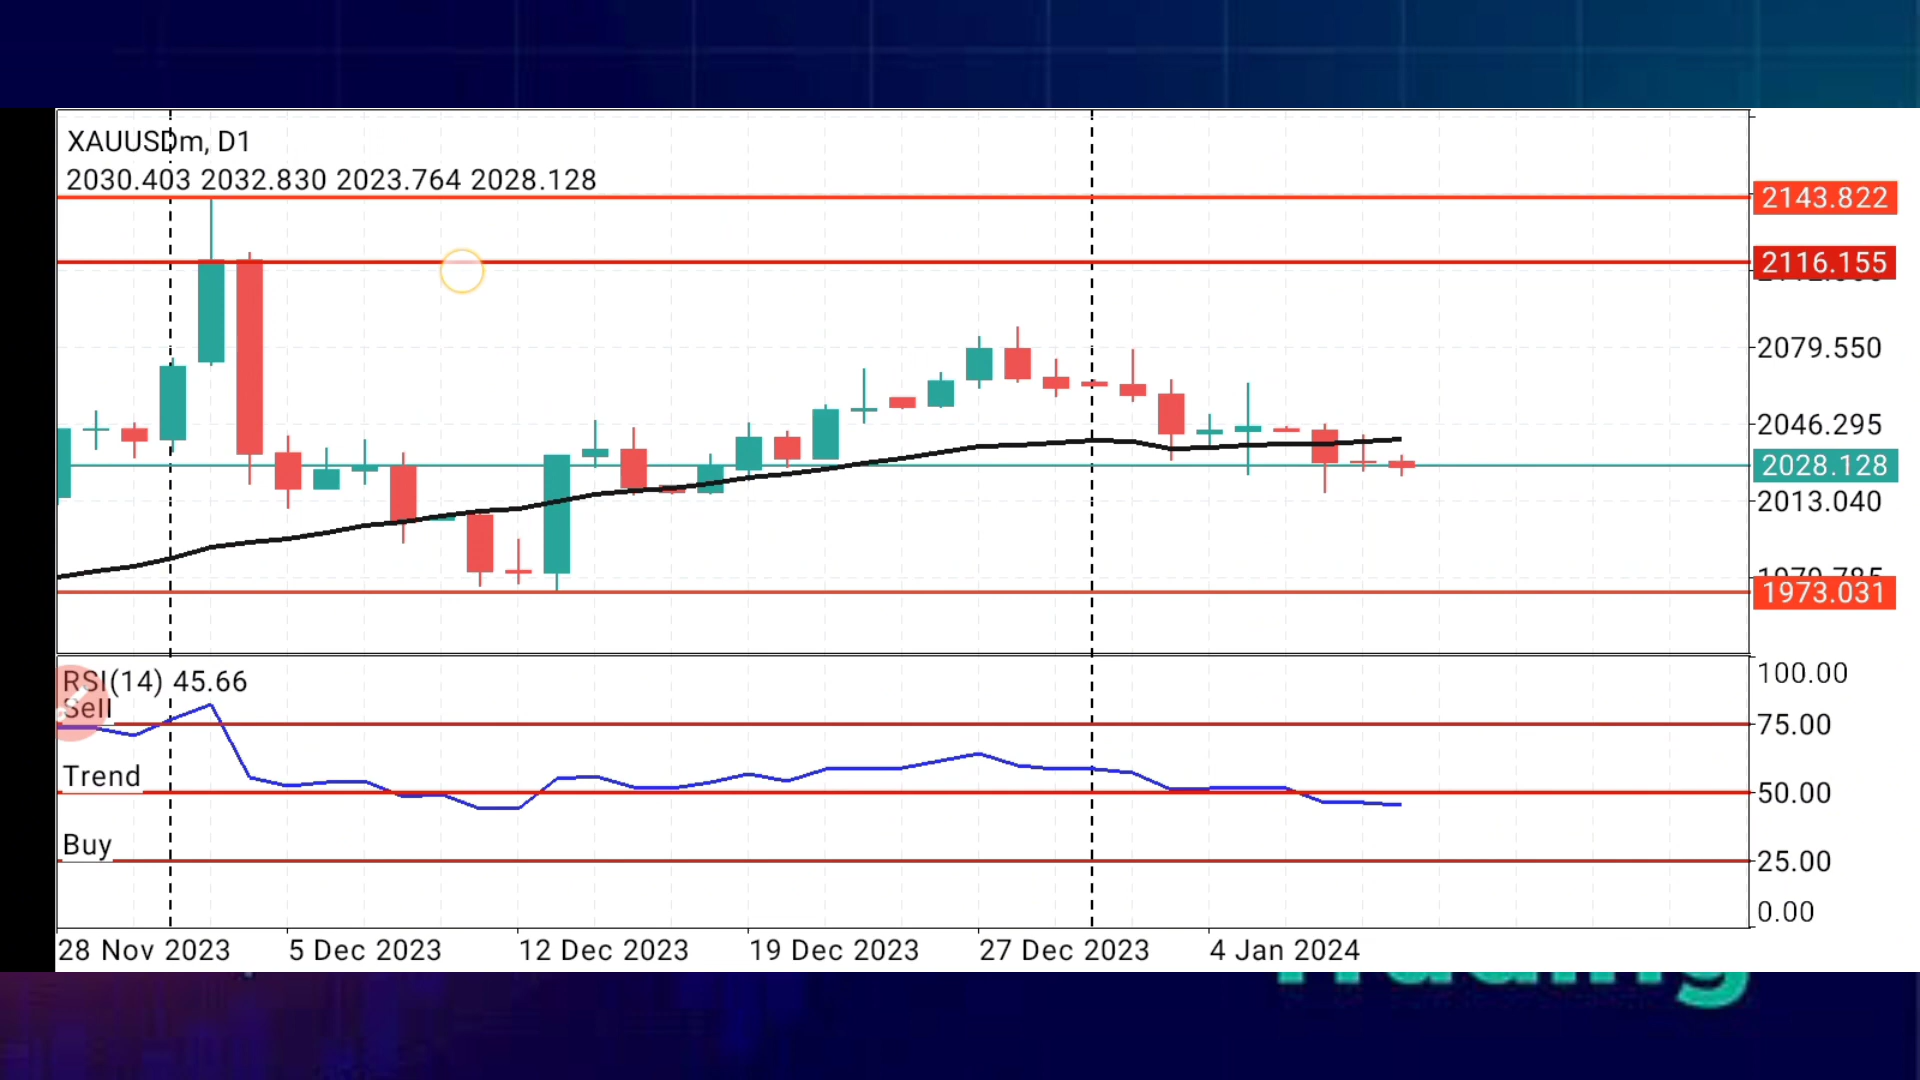 XAUUSDm, D1
2030.403 2032.830 2023.764 2028.128
2143.822
2116.155
2079.550
2046.295
2028.128
2013.040
1973.031
RSI(14) 45.66
Sell
Trend
Buy
100.00
75.00
50.00
25.00
0.00
28 Nov 2023 5 Dec 2023 12 Dec 2023 19 Dec 2023 27 Dec 2023 4 Jan 2024